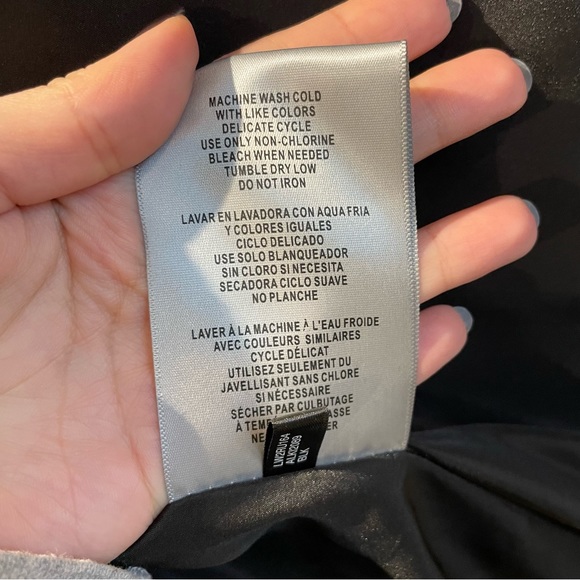 MACHINE WASH COLD
WITH LIKE COLORS
DELICATE CYCLE
USE ONLY NON-CHLORINE
BLEACH WHEN NEEDED
TUMBLE DRY LOW
DO NOT IRON
LAVAR EN LAVADORA CON AQUA FRIA
Y COLORES IGUALES
CICLO DELICADO
USE SOLO BLANQUEADOR
SIN CLORO SI NECESITA
SECADORA CICLO SUAVE
NO PLANCHE
LAVER À LA MACHINE À L'EAU FROIDE
AVEC COULEURS SIMILAIRES
CYCLE DÉLICAT
UTILISEZ SEULEMENT DU
JAVELLISANT SANS CHLORE
SI NÉCESSAIRE
SÉCHER PAR CULBUTAGE
À
LW2RU164
ALK02089
BLK